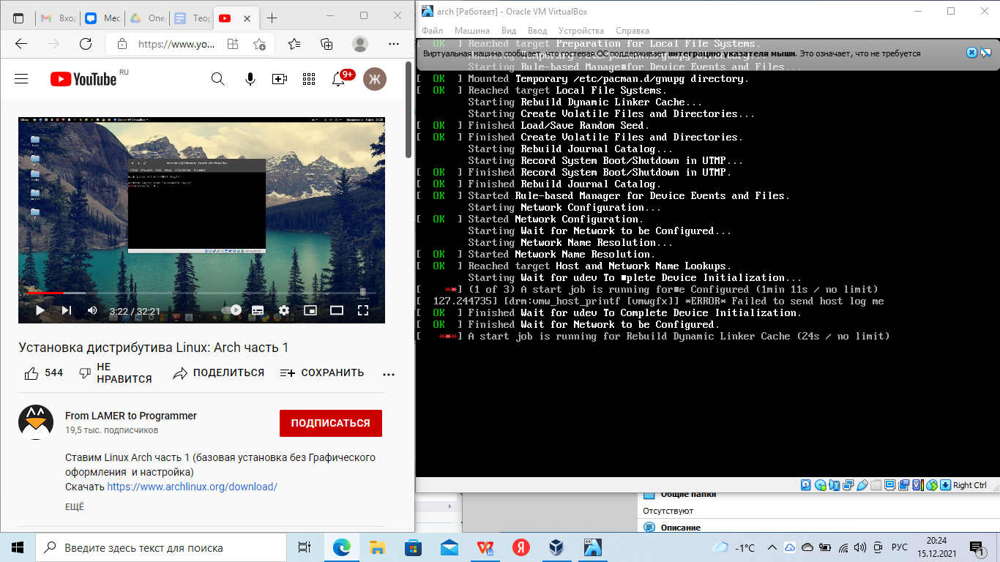 Вход
Мес
Опе
Теор
https://www.yo...
YouTube
RU
9+
Ж
3:22 / 32:21
Установка дистрибутива Linux: Arch часть 1
544
НЕ НРАВИТСЯ
ПОДЕЛИТЬСЯ
СОХРАНИТЬ
From LAMER to Programmer
19,5 тыс. подписчиков
ПОДПИСАТЬСЯ
Ставим Linux Arch часть 1 (базовая установка без Графического
оформления и настройка)
Скачать https://www.archlinux.org/download/
ЕЩЁ
arch [Работает] - Oracle VM VirtualBox
Файл Машина Вид Ввод Устройства Справка
[ OK ] Reached target Preparation for Local File Systems.
Виртуальная машина сообщает, что гостевая ОС поддерживает интеграцию указателя мыши. Это означает, что не требуется
Starting Temporary /etc/pacman.d/gnupg directory...
Starting Rule-based Manage■for Device Events and Files...
[ OK ] Mounted Temporary /etc/pacman.d/gnupg directory.
[ OK ] Reached target Local File Systems.
Starting Rebuild Dynamic Linker Cache...
Starting Create Volatile Files and Directories...
[ OK ] Finished Load/Save Random Seed.
[ OK ] Finished Create Volatile Files and Directories.
Starting Rebuild Journal Catalog...
Starting Record System Boot/Shutdown in UTMP...
[ OK ] Finished Record System Boot/Shutdown in UTMP.
[ OK ] Finished Rebuild Journal Catalog.
[ OK ] Started Rule-based Manager for Device Events and Files.
Starting Network Configuration...
[ OK ] Started Network Configuration.
Starting Wait for Network to be Configured...
Starting Network Name Resolution...
[ OK ] Started Network Name Resolution.
[ OK ] Reached target Host and Network Name Lookups.
Starting Wait for udev To ■plete Device Initialization...
[ **] (1 of 3) A start job is running for■e Configured (1min 11s / no limit)
[ 127.244735] [drm:vmw_host_printf [vmwgfx]] *ERROR* Failed to send host log me
[ OK ] Finished Wait for udev To Complete Device Initialization.
[ OK ] Finished Wait for Network to be Configured.
[ ***] A start job is running for Rebuild Dynamic Linker Cache (24s / no limit)
Right Ctrl
Общие папки
Отсутствуют
Описание
Введите здесь текст для поиска
-1°C
РУС
20:24
15.12.2021
1